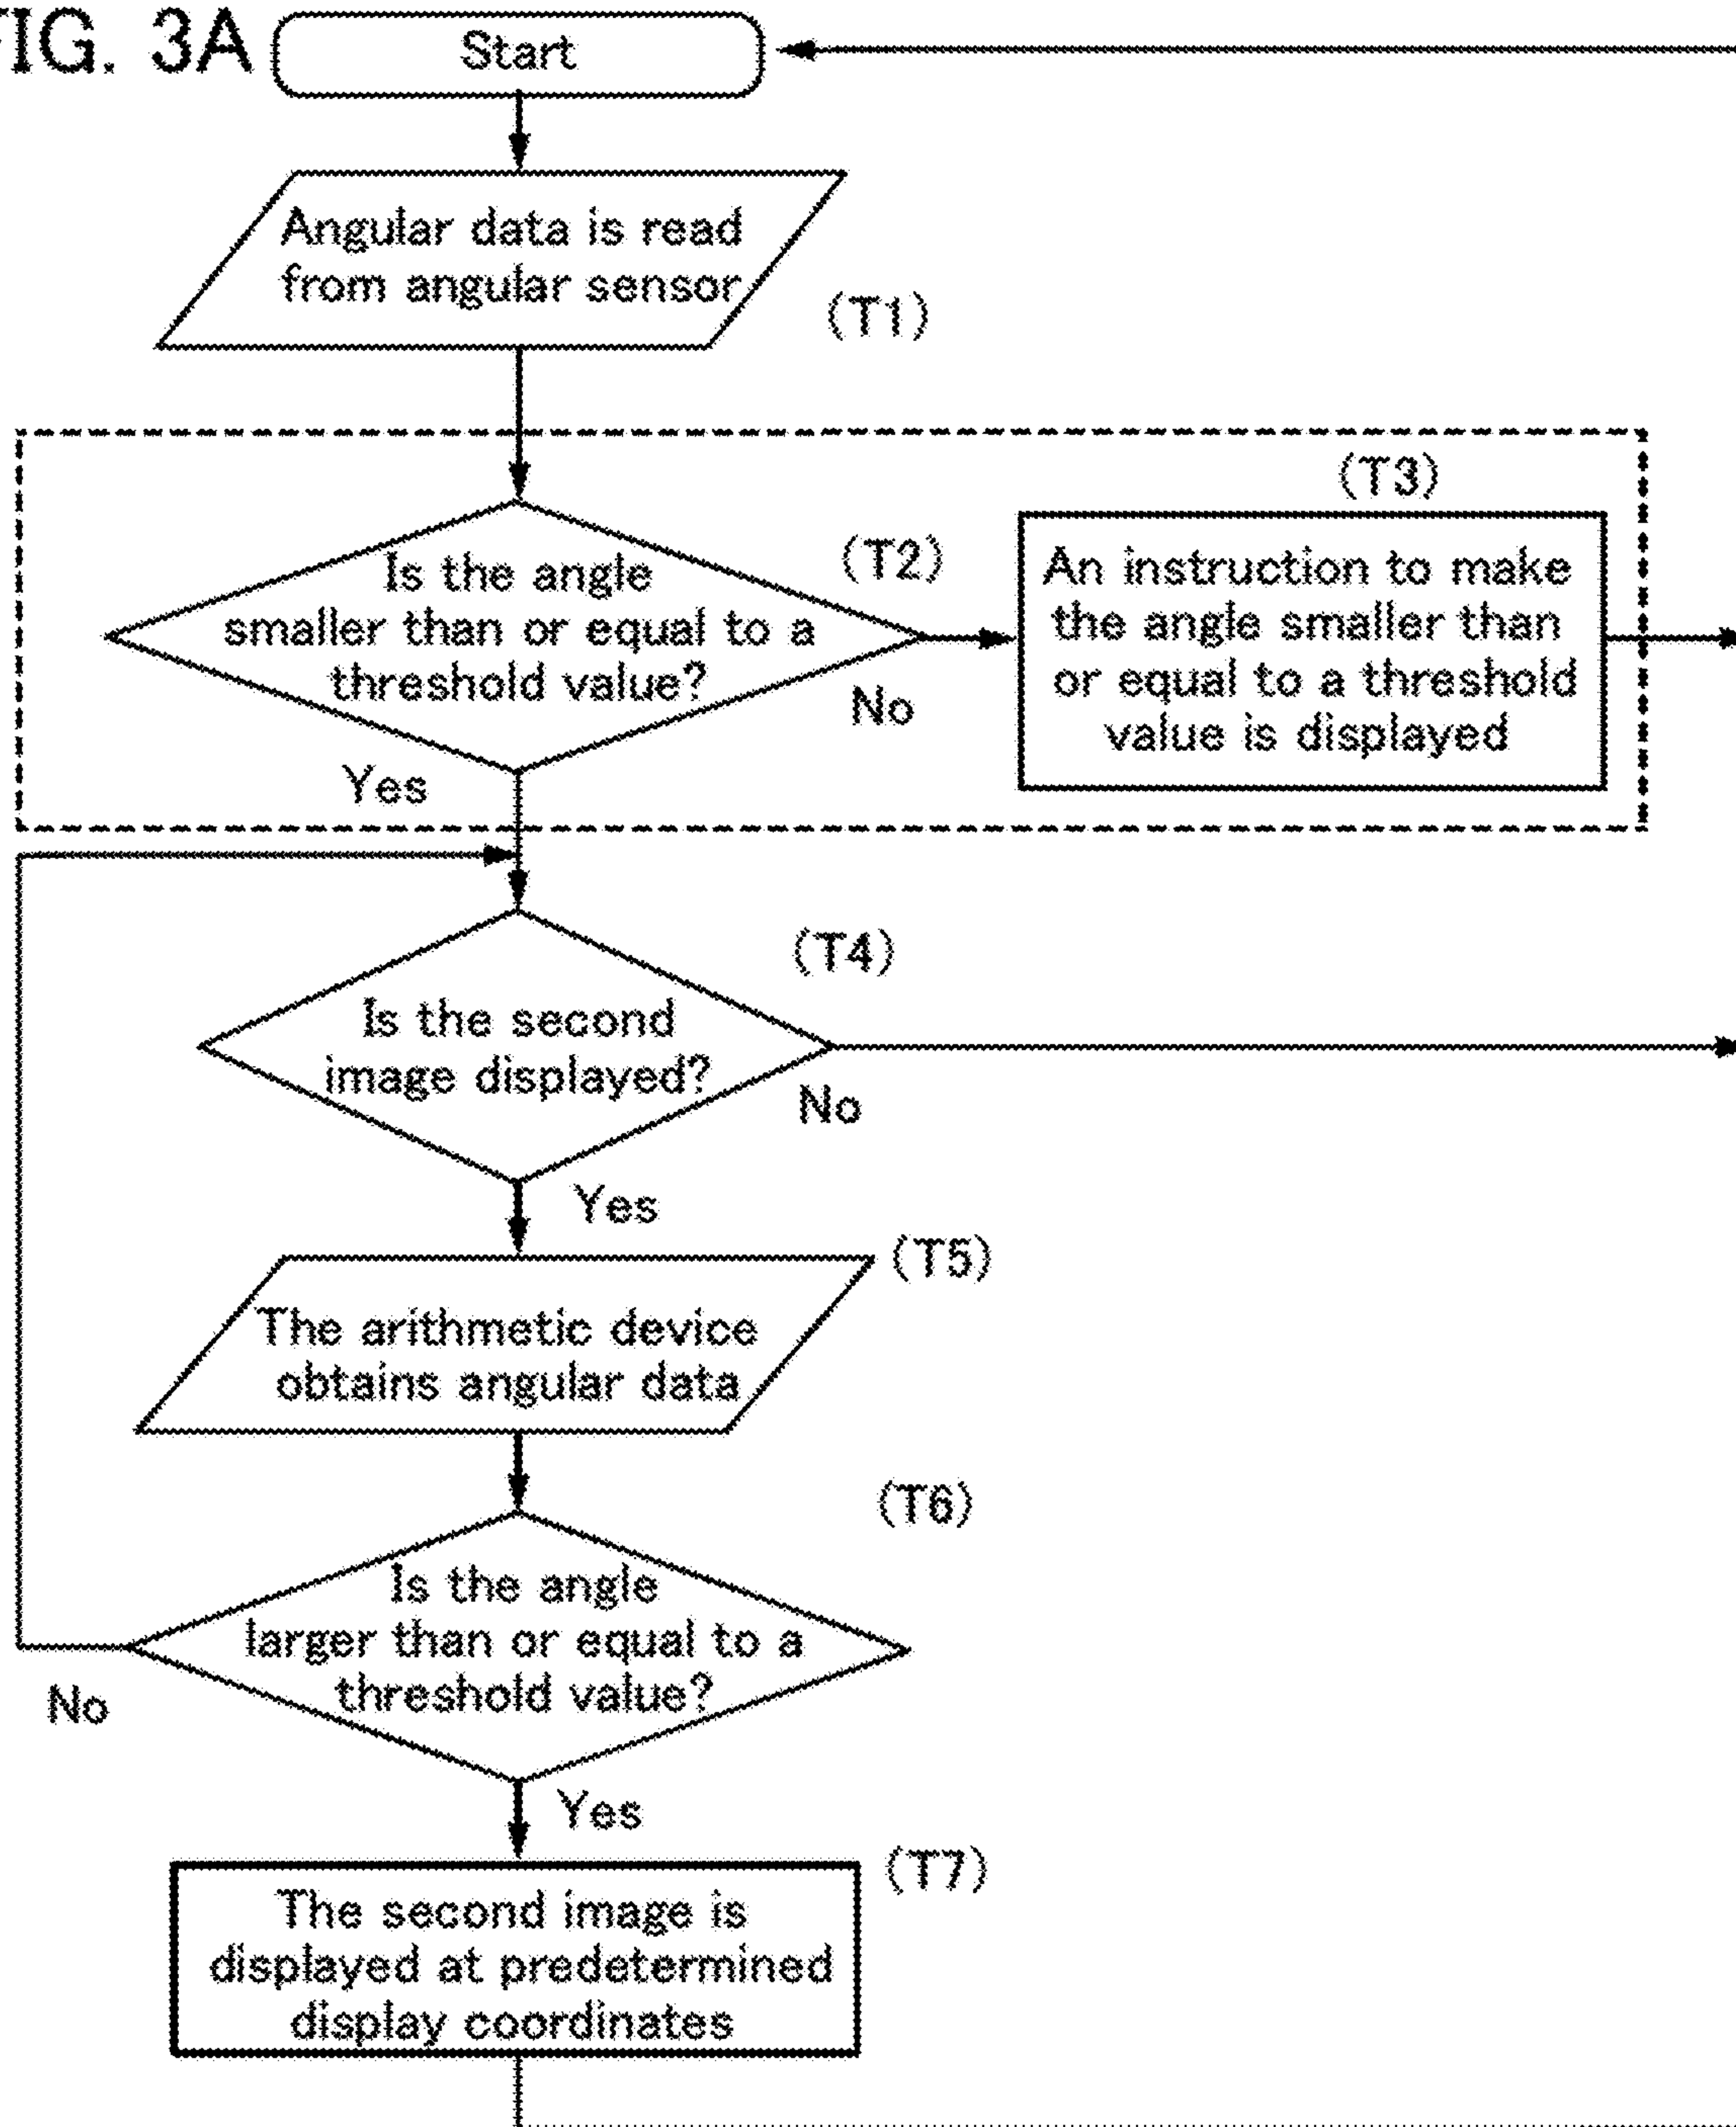 FIG. 3A
Start
Angular data is read
from angular sensor
(T1)
(T3)
(T2)
Is the angle
smaller than or equal to a
threshold value?
No
Yes
An instruction to make
the angle smaller than
or equal to a threshold
value is displayed
(T4)
Is the second
image displayed?
No
Yes
(T5)
The arithmetic device
obtains angular data
(T6)
Is the angle
larger than or equal to a
threshold value?
No
Yes
(T7)
The second image is
displayed at predetermined
display coordinates